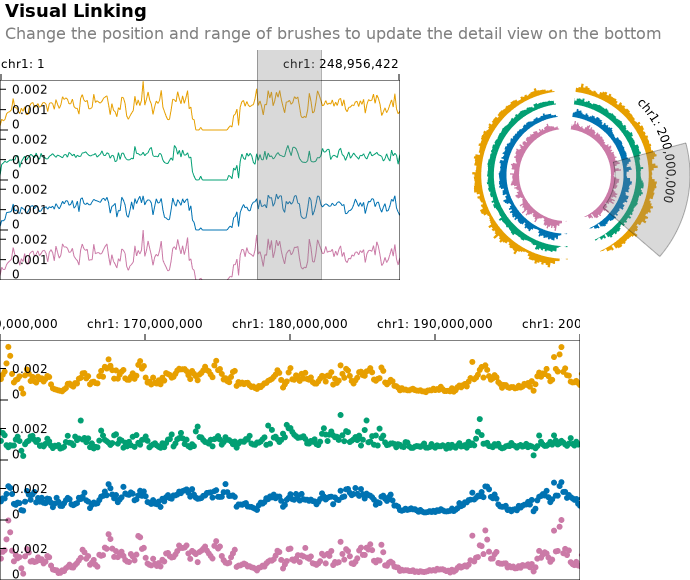 Visual Linking
Change the position and range of brushes to update the detail view on the bottom
chr1: 1
chr1: 248,956,422
0.002
0.001
0
0.002
0.001
0
0.002
0.001
0
0.002
0.001
0
chr1: 200,000,000
0,000,000
chr1: 170,000,000
chr1: 180,000,000
chr1: 190,000,000
chr1: 200
0.002
0
0.002
0
0.002
0
0.002
0